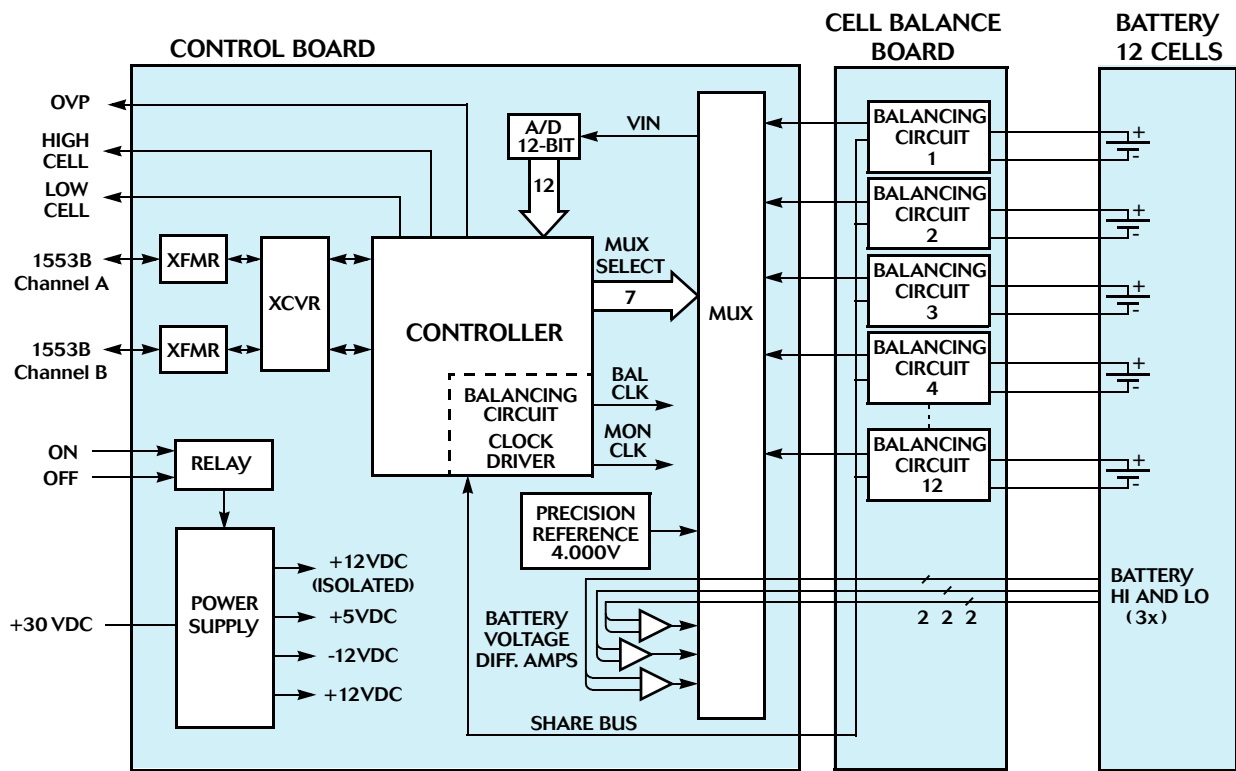 CELL BALANCE
BOARD
BATTERY
12 CELLS
CONTROL BOARD
OVP
HIGH
CELL
LOW
CELL
1553B
Channel A
1553B
Channel B
XFMR
XFMR
XCVR
A/D
12-BIT
VIN
12
CONTROLLER
MUX
SELECT
7
MUX
BALANCING
CIRCUIT
CLOCK
DRIVER
BAL
CLK
MON
CLK
BALANCING
CIRCUIT
1
BALANCING
CIRCUIT
2
BALANCING
CIRCUIT
3
BALANCING
CIRCUIT
4
BALANCING
CIRCUIT
12
+
-
+
-
+
-
+
-
+
-
ON
OFF
RELAY
POWER
SUPPLY
+30 VDC
+12VDC
(ISOLATED)
+5VDC
-12VDC
+12VDC
PRECISION
REFERENCE
4.000V
BATTERY
VOLTAGE
DIFF. AMPS
2 2 2
BATTERY
HI AND LO
(3x)
SHARE BUS